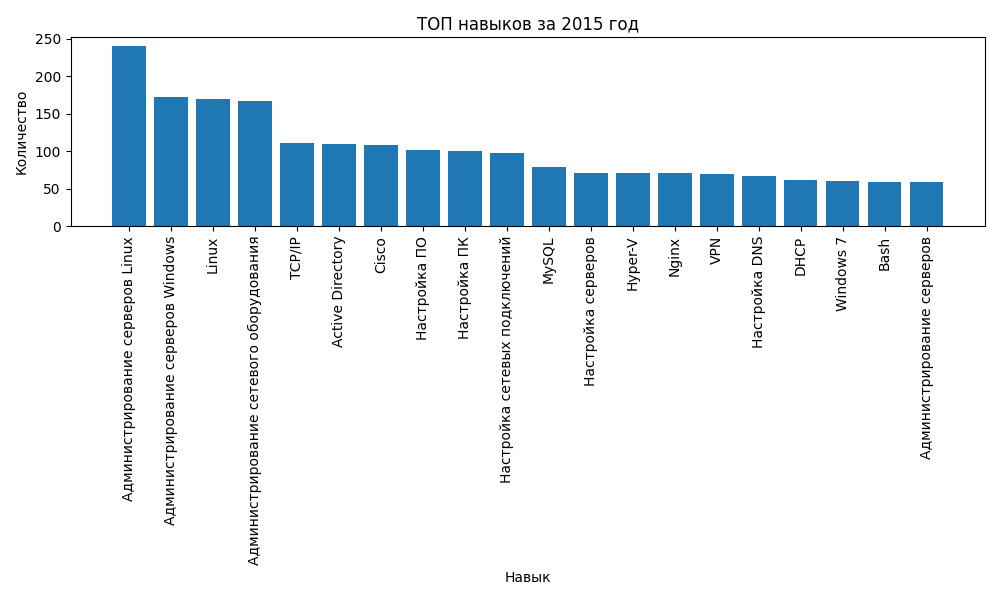 ТОП навыков за 2015 год
Количество
250
200
150
100
50
0
Администрирование серверов Linux
Администрирование серверов Windows
Linux
Администрирование сетевого оборудования
TCP/IP
Active Directory
Cisco
Настройка ПО
Настройка ПК
Настройка сетевых подключений
MySQL
Настройка серверов
Hyper-V
Nginx
VPN
Настройка DNS
DHCP
Windows 7
Bash
Администрирование серверов
Навык